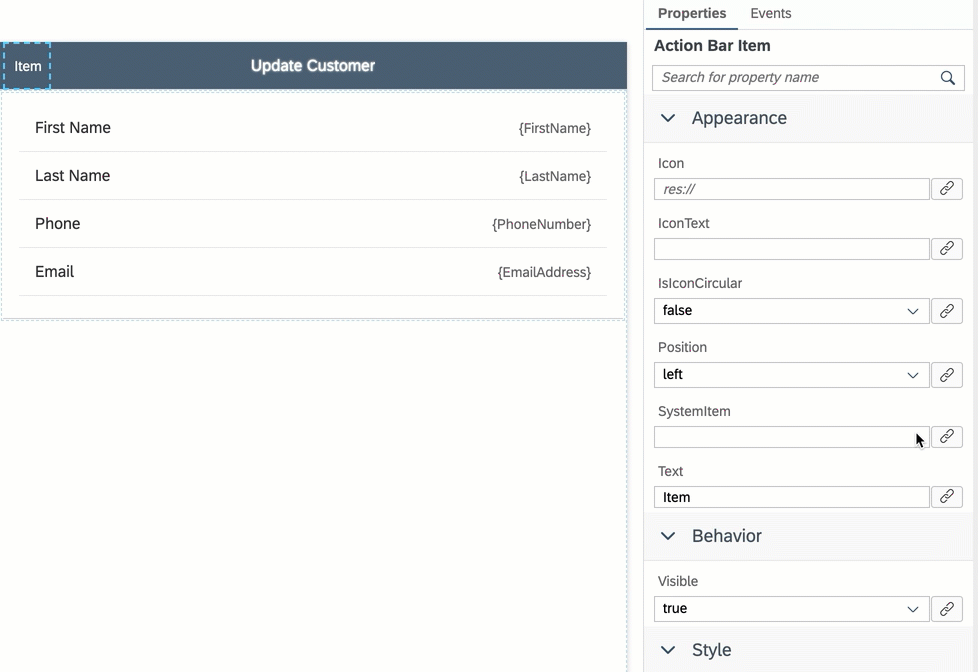 Item
Update Customer
First Name {FirstName}
Last Name {LastName}
Phone {PhoneNumber}
Email {EmailAddress}
Properties Events
Action Bar Item
Search for property name
Appearance
Icon
res://
IconText
IsIconCircular
false
Position
left
SystemItem
Text
Item
Behavior
Visible
true
Style